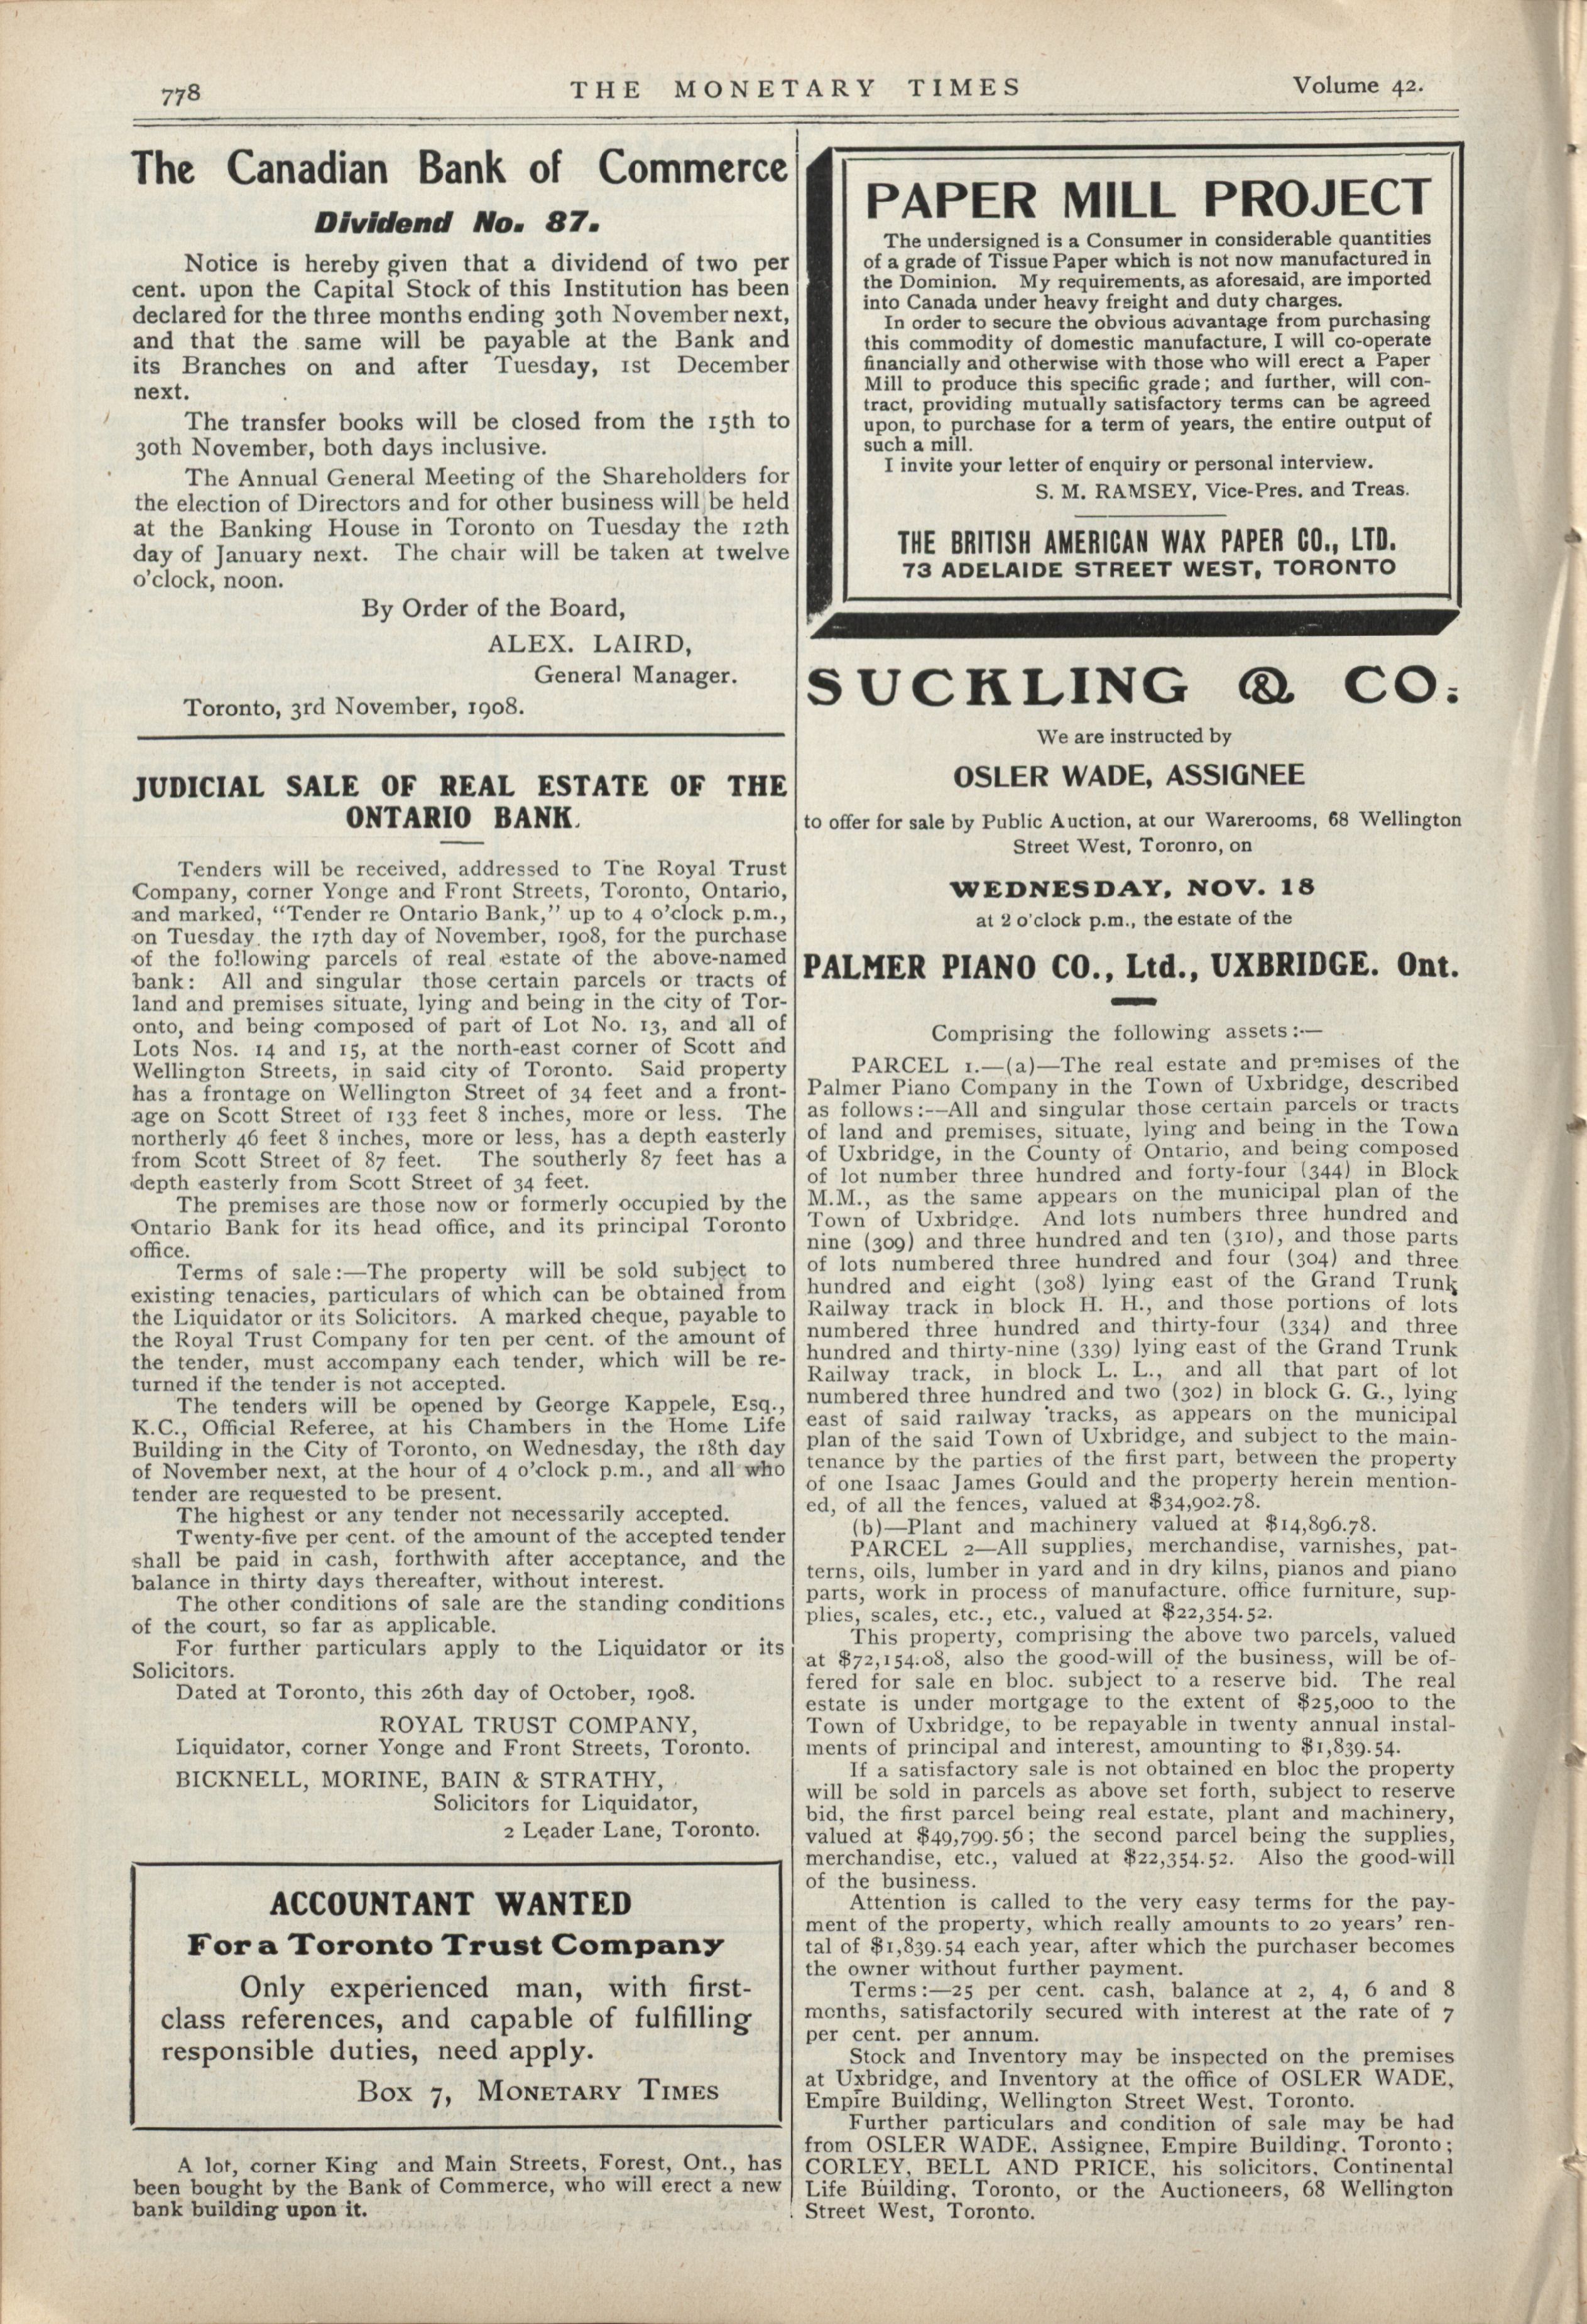 778
THE MONETARY TIMES
Volume 42.
The Canadian Bank of Commerce
Dividend No. 87.
Notice is hereby given that a dividend of two per
cent. upon the Capital Stock of this Institution has been
declared for the three months ending 30th November next,
and that the same will be payable at the Bank and
its Branches on and after Tuesday, 1st December
next.
The transfer books will be closed from the 15th to
30th November, both days inclusive.
The Annual General Meeting of the Shareholders for
the election of Directors and for other business will be held
at the Banking House in Toronto on Tuesday the 12th
day of January next. The chair will be taken at twelve
o'clock, noon.
By Order of the Board,
ALEX. LAIRD,
General Manager.
Toronto, 3rd November, 1908.
JUDICIAL SALE OF REAL ESTATE OF THE
ONTARIO BANK.
Tenders will be received, addressed to The Royal Trust
Company, corner Yonge and Front Streets, Toronto, Ontario,
and marked, "Tender re Ontario Bank," up to 4 o'clock p.m.,
on Tuesday, the 17th day of November, 1908, for the purchase
of the following parcels of real estate of the above-named
bank: All and singular those certain parcels or tracts of
land and premises situate, lying and being in the city of Tor-
onto, and being composed of part of Lot No. 13, and all of
Lots Nos. 14 and 15, at the north-east corner of Scott and
Wellington Streets, in said city of Toronto. Said property
has a frontage on Wellington Street of 34 feet and a front-
age on Scott Street of 133 feet 8 inches, more or less. The
northerly 46 feet 8 inches, more or less, has a depth easterly
from Scott Street of 87 feet. The southerly 87 feet has a
depth easterly from Scott Street of 34 feet.
The premises are those now or formerly occupied by the
Ontario Bank for its head office, and its principal Toronto
office.
Terms of sale:—The property will be sold subject to
existing tenacies, particulars of which can be obtained from
the Liquidator or its Solicitors. A marked cheque, payable to
the Royal Trust Company for ten per cent. of the amount of
the tender, must accompany each tender, which will be re-
turned if the tender is not accepted.
The tenders will be opened by George Kappele, Esq.,
K.C., Official Referee, at his Chambers in the Home Life
Building in the City of Toronto, on Wednesday, the 18th day
of November next, at the hour of 4 o'clock p.m., and all who
tender are requested to be present.
The highest or any tender not necessarily accepted.
Twenty-five per cent. of the amount of the accepted tender
shall be paid in cash, forthwith after acceptance, and the
balance in thirty days thereafter, without interest.
The other conditions of sale are the standing conditions
of the court, so far as applicable.
For further particulars apply to the Liquidator or its
Solicitors.
Dated at Toronto, this 26th day of October, 1908.
ROYAL TRUST COMPANY,
Liquidator, corner Yonge and Front Streets, Toronto.
BICKNELL, MORINE, BAIN & STRATHY,
Solicitors for Liquidator,
2 Leader Lane, Toronto.
ACCOUNTANT WANTED
For a Toronto Trust Company
Only experienced man, with first-
class references, and capable of fulfilling
responsible duties, need apply.
Box 7, MONETARY TIMES
A lot, corner King and Main Streets, Forest, Ont., has
been bought by the Bank of Commerce, who will erect a new
bank building upon it.
PAPER MILL PROJECT
The undersigned is a Consumer in considerable quantities
of a grade of Tissue Paper which is not now manufactured in
the Dominion. My requirements, as aforesaid, are imported
into Canada under heavy freight and duty charges.
In order to secure the obvious advantage from purchasing
this commodity of domestic manufacture, I will co-operate
financially and otherwise with those who will erect a Paper
Mill to produce this specific grade; and further, will con-
tract, providing mutually satisfactory terms can be agreed
upon, to purchase for a term of years, the entire output of
such a mill.
I invite your letter of enquiry or personal interview.
S. M. RAMSEY, Vice-Pres. and Treas.
THE BRITISH AMERICAN WAX PAPER CO., LTD.
73 ADELAIDE STREET WEST, TORONTO
SUCKLING & CO.
We are instructed by
OSLER WADE, ASSIGNEE
to offer for sale by Public Auction, at our Warerooms, 68 Wellington
Street West, Toronro, on
WEDNESDAY, NOV. 18
at 2 o'clock p.m., the estate of the
PALMER PIANO CO., Ltd., UXBRIDGE. Ont.
Comprising the following assets:—
PARCEL 1.—(a)—The real estate and premises of the
Palmer Piano Company in the Town of Uxbridge, described
as follows:--All and singular those certain parcels or tracts
of land and premises, situate, lying and being in the Town
of Uxbridge, in the County of Ontario, and being composed
of lot number three hundred and forty-four (344) in Block
M.M., as the same appears on the municipal plan of the
Town of Uxbridge. And lots numbers three hundred and
nine (309) and three hundred and ten (310), and those parts
of lots numbered three hundred and four (304) and three
hundred and eight (308) lying east of the Grand Trunk
Railway track in block H. H., and those portions of lots
numbered three hundred and thirty-four (334) and three
hundred and thirty-nine (339) lying east of the Grand Trunk
Railway track, in block L. L., and all that part of lot
numbered three hundred and two (302) in block G. G., lying
east of said railway tracks, as appears on the municipal
plan of the said Town of Uxbridge, and subject to the main-
tenance by the parties of the first part, between the property
of one Isaac James Gould and the property herein mention-
ed, of all the fences, valued at $34,902.78.
(b)—Plant and machinery valued at $14,896.78.
PARCEL 2—All supplies, merchandise, varnishes, pat-
terns, oils, lumber in yard and in dry kilns, pianos and piano
parts, work in process of manufacture, office furniture, sup-
plies, scales, etc., etc., valued at $22,354.52.
This property, comprising the above two parcels, valued
at $72,154.08, also the good-will of the business, will be of-
fered for sale en bloc. subject to a reserve bid. The real
estate is under mortgage to the extent of $25,000 to the
Town of Uxbridge, to be repayable in twenty annual instal-
ments of principal and interest, amounting to $1,839.54.
If a satisfactory sale is not obtained en bloc the property
will be sold in parcels as above set forth, subject to reserve
bid, the first parcel being real estate, plant and machinery,
valued at $49,799.56; the second parcel being the supplies,
merchandise, etc., valued at $22,354.52. Also the good-will
of the business.
Attention is called to the very easy terms for the pay-
ment of the property, which really amounts to 20 years' ren-
tal of $1,839.54 each year, after which the purchaser becomes
the owner without further payment.
Terms:—25 per cent. cash, balance at 2, 4, 6 and 8
months, satisfactorily secured with interest at the rate of 7
per cent. per annum.
Stock and Inventory may be inspected on the premises
at Uxbridge, and Inventory at the office of OSLER WADE,
Empire Building, Wellington Street West, Toronto.
Further particulars and condition of sale may be had
from OSLER WADE, Assignee, Empire Building, Toronto;
CORLEY, BELL AND PRICE, his solicitors, Continental
Life Building, Toronto, or the Auctioneers, 68 Wellington
Street West, Toronto.